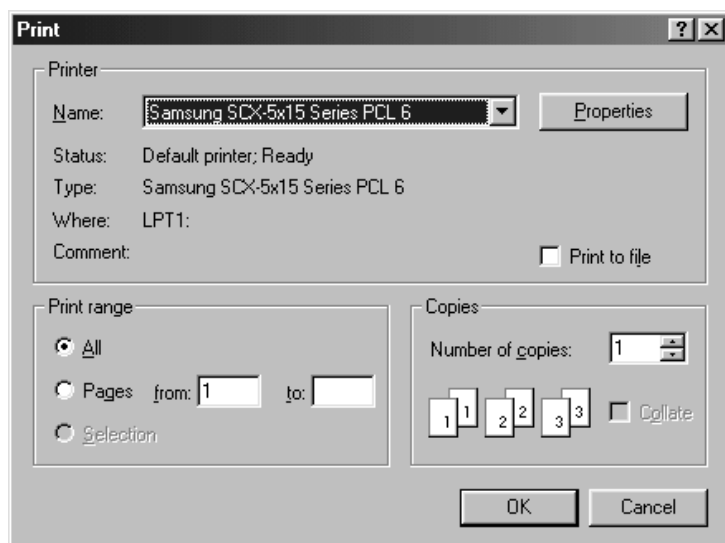 Print
Printer
Name: Samsung SCX-5x15 Series PCL 6 Properties
Status: Default printer; Ready
Type: Samsung SCX-5x15 Series PCL 6
Where: LPT1:
Comment: Print to file
Print range
All
Pages from: 1 to:
Selection
Copies
Number of copies: 1
1 1 2 2 3 3 Collate
OK Cancel